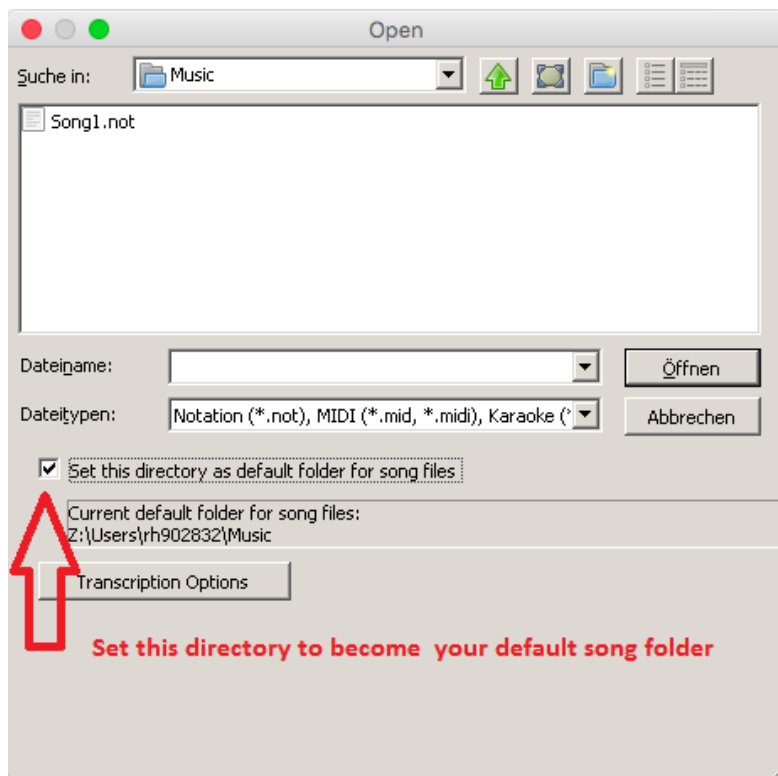 Open
Suche in:
Music
Song1.not
Dateiname:
Öffnen
Dateitypen:
Notation (*.not), MIDI (*.mid, *.midi), Karaoke (*
Abbrechen
Set this directory as default folder for song files
Current default folder for song files:
Z:\Users\rh902832\Music
Transcription Options
Set this directory to become your default song folder